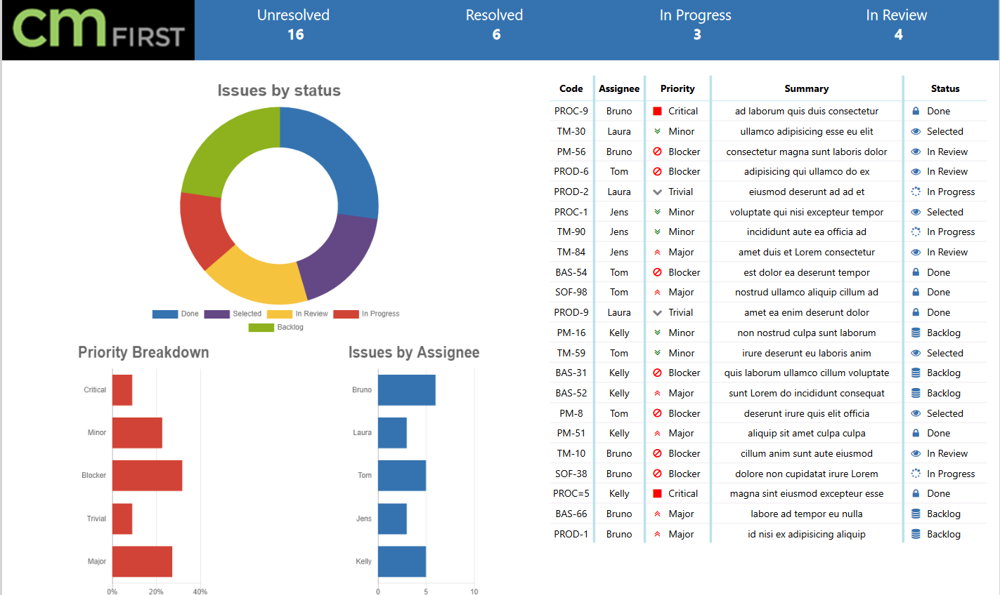 cm FIRST
Unresolved
16
Resolved
6
In Progress
3
In Review
4
Issues by status
Done Selected In Review In Progress
Backlog
Priority Breakdown
Critical
Minor
Blocker
Trivial
Major
0% 20% 40%
Issues by Assignee
Bruno
Laura
Tom
Jens
Kelly
0 5 10
Code Assignee Priority Summary Status
PROC-9 Bruno Critical ad laborum quis duis consectetur Done
TM-30 Laura Minor ullamco adipisicing esse eu elit Selected
PM-56 Bruno Blocker consectetur magna sunt laboris dolor In Review
PROD-6 Tom Blocker adipisicing qui ullamco do ex In Review
PROD-2 Laura Trivial eiusmod deserunt ad ad et In Progress
PROC-1 Jens Minor voluptate qui nisi excepteur tempor Selected
TM-90 Jens Minor incididunt aute ea officia ad In Progress
TM-84 Jens Major amet duis et Lorem consectetur In Review
BAS-54 Tom Blocker est dolor ea deserunt tempor Done
SOF-98 Tom Major nostrud ullamco aliquip cillum ad Done
PROD-9 Laura Trivial amet ea enim deserunt dolor Done
PM-16 Kelly Minor non nostrud culpa sunt laborum Backlog
TM-59 Tom Minor irure deserunt eu laboris anim Selected
BAS-31 Kelly Blocker quis laborum ullamco cillum voluptate Backlog
BAS-52 Kelly Major sunt Lorem do incididunt consequat Backlog
PM-8 Tom Blocker deserunt irure quis elit officia Selected
PM-51 Kelly Major aliquip sit amet culpa culpa Done
TM-10 Bruno Blocker cillum anim sunt aute eiusmod In Review
SOF-38 Bruno Blocker dolore non cupidatat irure Lorem In Progress
PROC=5 Kelly Critical magna sint eiusmod excepteur esse Done
BAS-66 Bruno Major labore ad tempor eu nulla Backlog
PROD-1 Bruno Major id nisi ex adipisicing aliquip Backlog